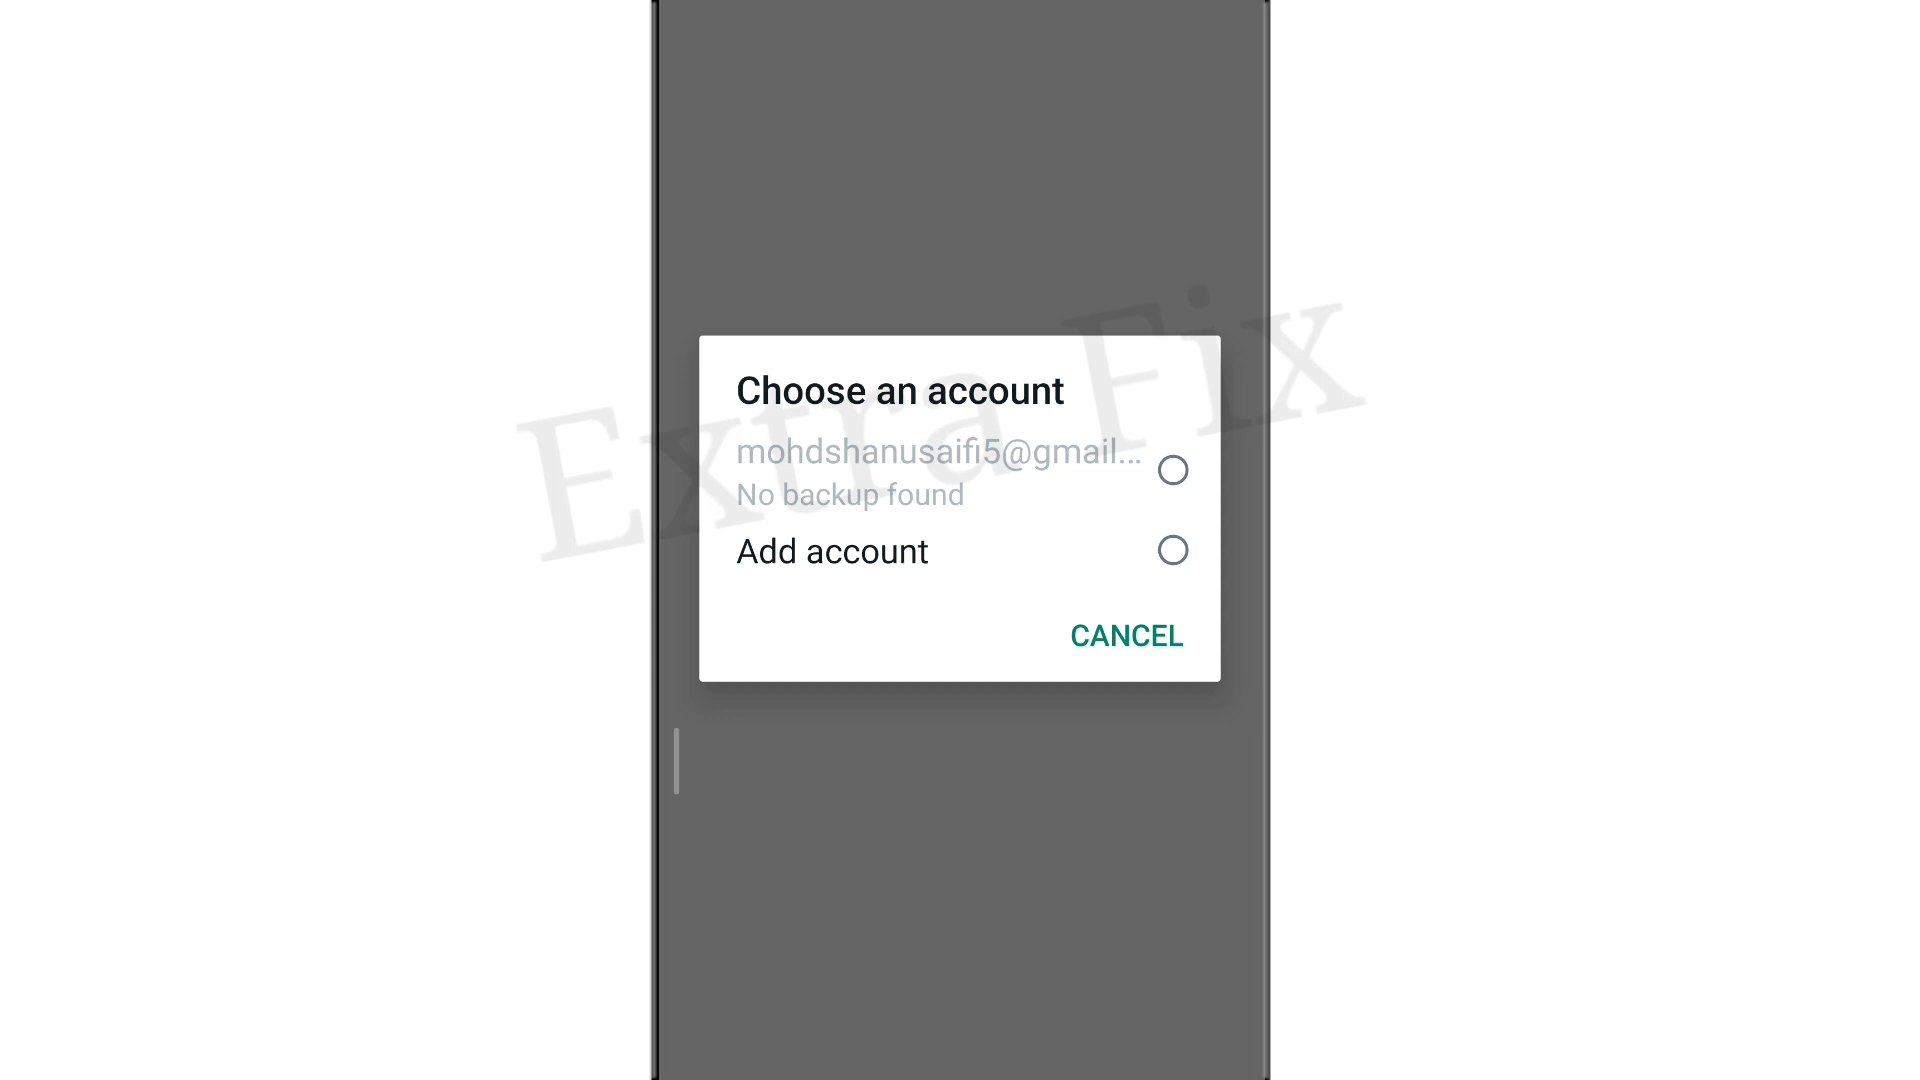 Extra Fix
Choose an account
mohdshanusaifi5@gmail...
No backup found
Add account
CANCEL